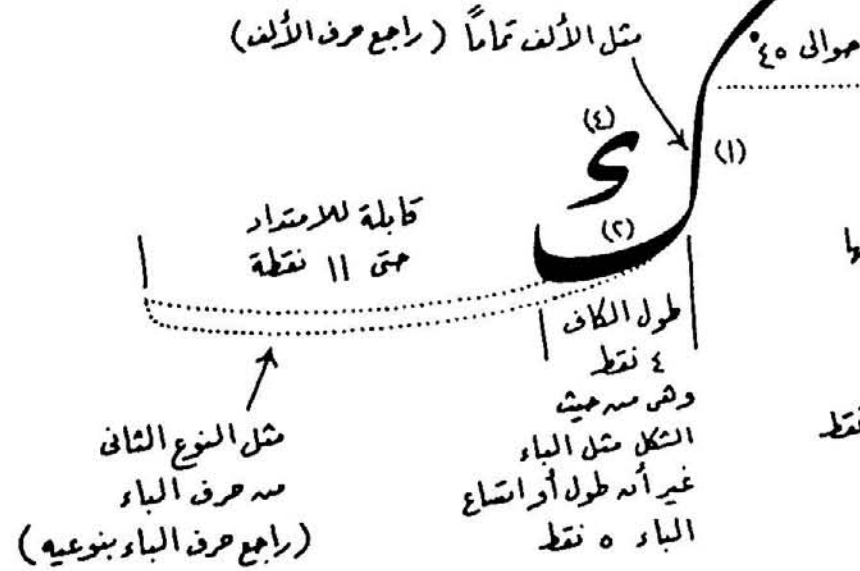 مثل الألف تماماً (راجع حرف الألف)
حوالى ٤٥°
(١)
(٤)
(٢)
قابلة للامتداد
حتى ١١ نقطة
طول الكاف
٤ نقط
وهى من حيث
الشكل مثل الباء
غير أن طول أو اتساع
الباء ٥ نقط
مثل النوع الثانى
من حرف الباء
(راجع حرف الباء بنوعيه)
ها
نقط